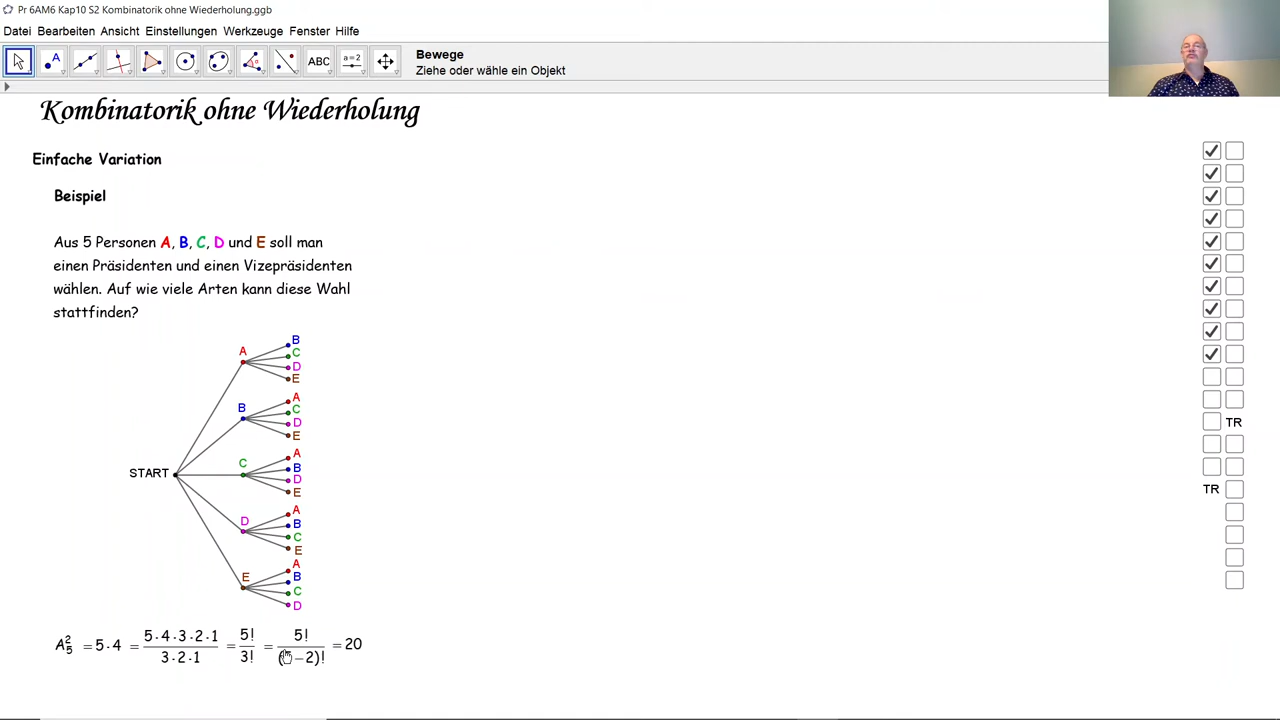 Pr 6AM6 Kap10 S2 Kombinatorik ohne Wiederholung.ggb
Datei Bearbeiten Ansicht Einstellungen Werkzeuge Fenster Hilfe
A
ABC
a=2
Bewege
Ziehe oder wähle ein Objekt
Kombinatorik ohne Wiederholung
Einfache Variation
Beispiel
Aus 5 Personen A, B, C, D und E soll man
einen Präsidenten und einen Vizepräsidenten
wählen. Auf wie viele Arten kann diese Wahl
stattfinden?
START
A
B
C
D
E
B
A
C
D
E
C
A
B
D
E
D
A
B
C
E
E
A
B
C
D
A₅² = 5·4 = (5·4·3·2·1)/(3·2·1) = 5!/3! = 5!/( −2)! = 20
TR
TR